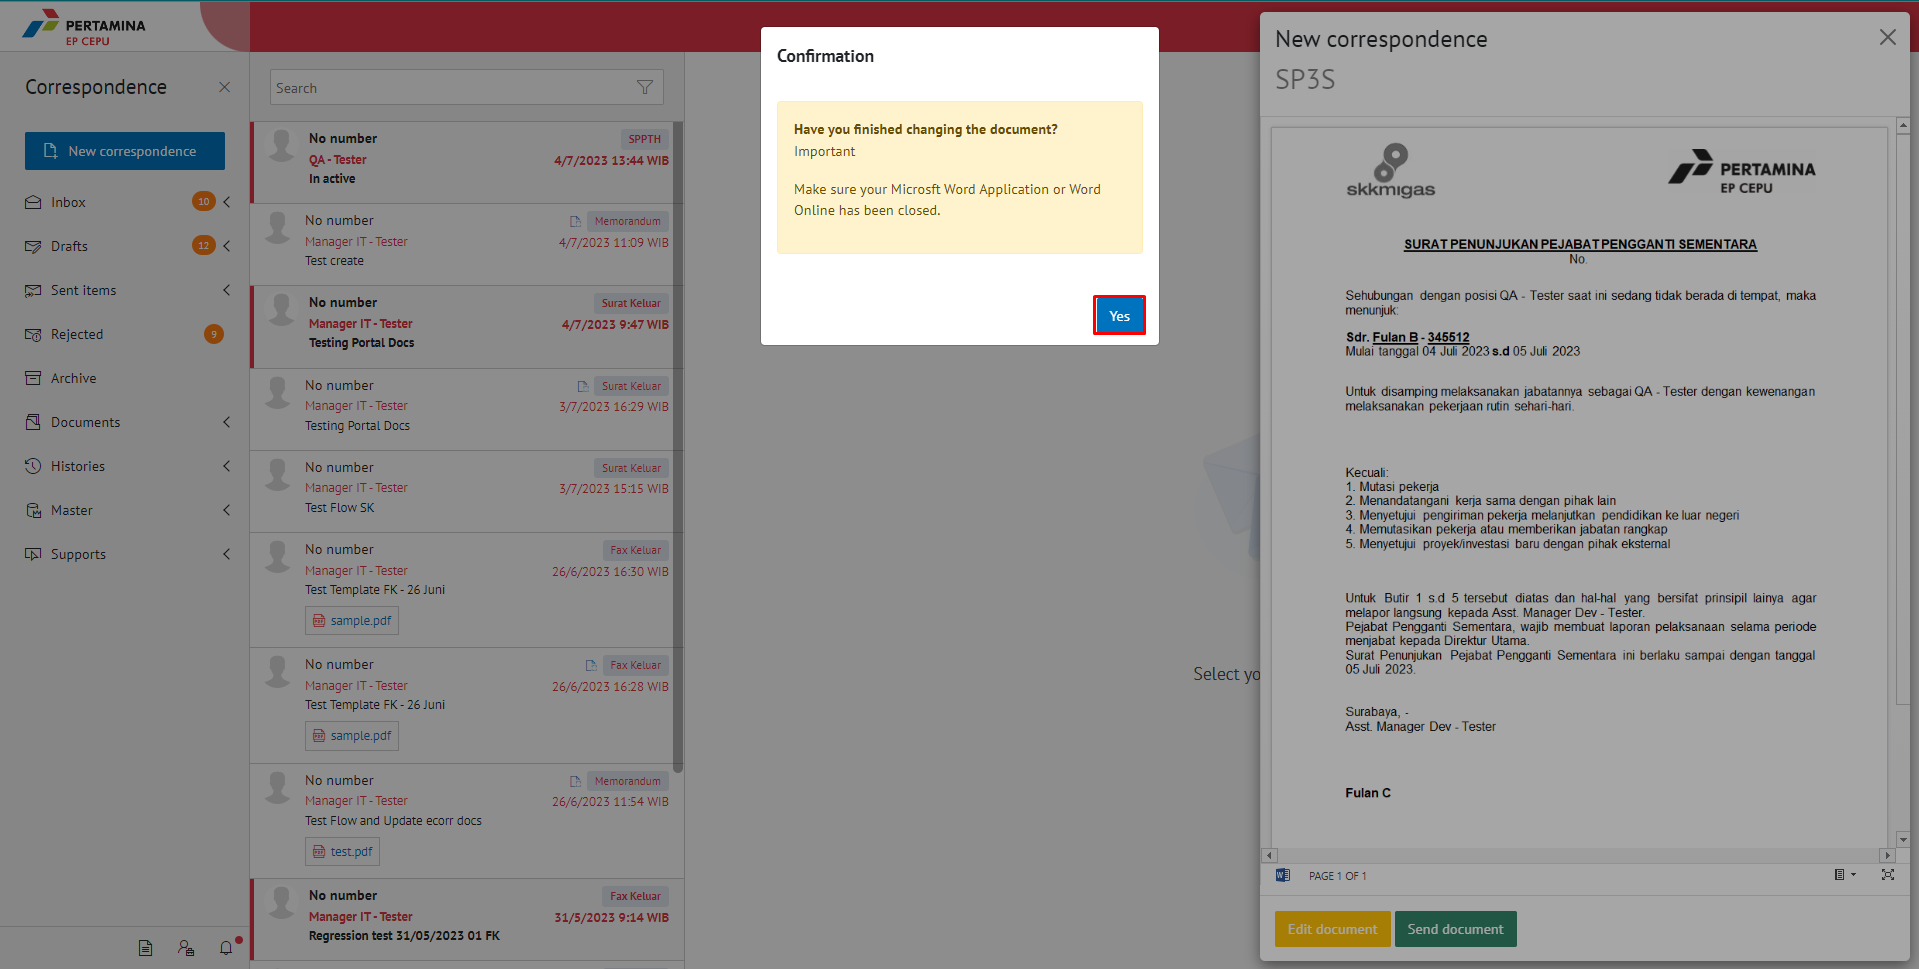 PERTAMINA
EP CEPU
Correspondence
New correspondence
Inbox 10
Drafts 12
Sent items
Rejected 9
Archive
Documents
Histories
Master
Supports
Search
No number SPPTH
QA - Tester 4/7/2023 13:44 WIB
In active
No number Memorandum
Manager IT - Tester 4/7/2023 11:09 WIB
Test create
No number Surat Keluar
Manager IT - Tester 4/7/2023 9:47 WIB
Testing Portal Docs
No number Surat Keluar
Manager IT - Tester 3/7/2023 16:29 WIB
Testing Portal Docs
No number Surat Keluar
Manager IT - Tester 3/7/2023 15:15 WIB
Test Flow SK
No number Fax Keluar
Manager IT - Tester 26/6/2023 16:30 WIB
Test Template FK - 26 Juni
sample.pdf
No number Fax Keluar
Manager IT - Tester 26/6/2023 16:28 WIB
Test Template FK - 26 Juni
sample.pdf
No number Memorandum
Manager IT - Tester 26/6/2023 11:54 WIB
Test Flow and Update ecorr docs
test.pdf
No number Fax Keluar
Manager IT - Tester 31/5/2023 9:14 WIB
Regression test 31/05/2023 01 FK
Confirmation
Have you finished changing the document?
Important
Make sure your Microsft Word Application or Word
Online has been closed.
Yes
Select yo
New correspondence
SP3S
skkmigas
PERTAMINA
EP CEPU
SURAT PENUNJUKAN PEJABAT PENGGANTI SEMENTARA
No.
Sehubungan dengan posisi QA - Tester saat ini sedang tidak berada di tempat, maka
menunjuk:
Sdr. Fulan B - 345512
Mulai tanggal 04 Juli 2023 s.d 05 Juli 2023
Untuk disamping melaksanakan jabatannya sebagai QA - Tester dengan kewenangan
melaksanakan pekerjaan rutin sehari-hari.
Kecuali:
1. Mutasi pekerja
2. Menandatangani kerja sama dengan pihak lain
3. Menyetujui pengiriman pekerja melanjutkan pendidikan ke luar negeri
4. Memutasikan pekerja atau memberikan jabatan rangkap
5. Menyetujui proyek/investasi baru dengan pihak eksternal
Untuk Butir 1 s.d 5 tersebut diatas dan hal-hal yang bersifat prinsipil lainya agar
melapor langsung kepada Asst. Manager Dev - Tester.
Pejabat Pengganti Sementara, wajib membuat laporan pelaksanaan selama periode
menjabat kepada Direktur Utama.
Surat Penunjukan Pejabat Pengganti Sementara ini berlaku sampai dengan tanggal
05 Juli 2023.
Surabaya, -
Asst. Manager Dev - Tester
Fulan C
PAGE 1 OF 1
Edit document
Send document